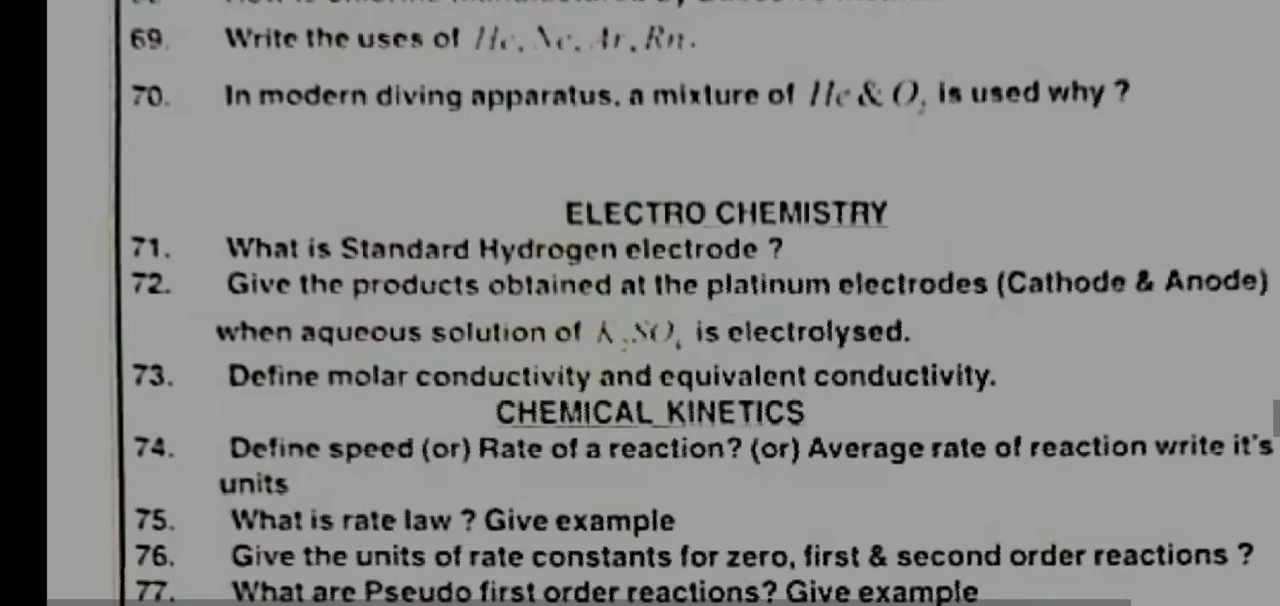 69. Write the uses of He, Ne, Ar, Rn.
70. In modern diving apparatus, a mixture of He & O₂ is used why ?
ELECTRO CHEMISTRY
71. What is Standard Hydrogen electrode ?
72. Give the products obtained at the platinum electrodes (Cathode & Anode)
when aqueous solution of K₂SO₄ is electrolysed.
73. Define molar conductivity and equivalent conductivity.
CHEMICAL KINETICS
74. Define speed (or) Rate of a reaction? (or) Average rate of reaction write it's
units
75. What is rate law ? Give example
76. Give the units of rate constants for zero, first & second order reactions ?
77. What are Pseudo first order reactions? Give example